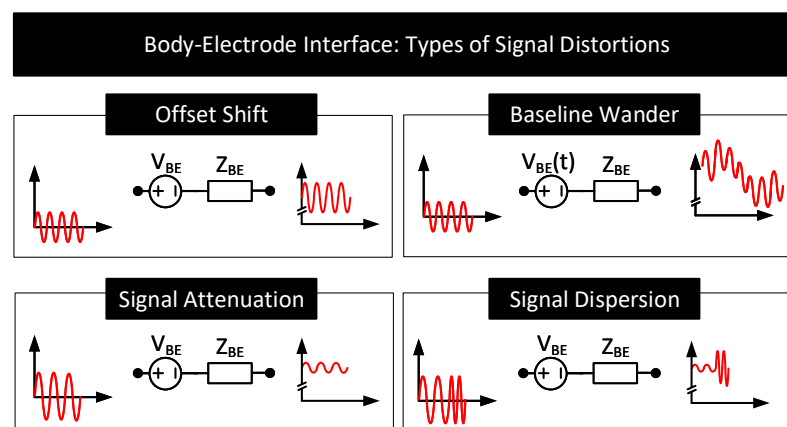 Body-Electrode Interface: Types of Signal Distortions
Offset Shift
V_BE Z_BE
+ I
Baseline Wander
V_BE(t) Z_BE
+ I
Signal Attenuation
V_BE Z_BE
+ I
Signal Dispersion
V_BE Z_BE
+ I